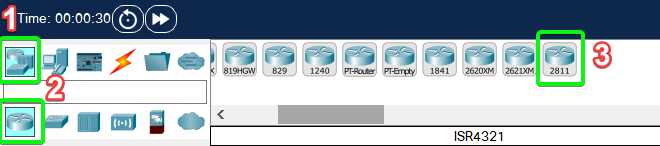 1
Time: 00:00:30
2
3
819HGW 829 1240 PT-Router PT-Empty 1841 2620XM 2621XM 2811
ISR4321